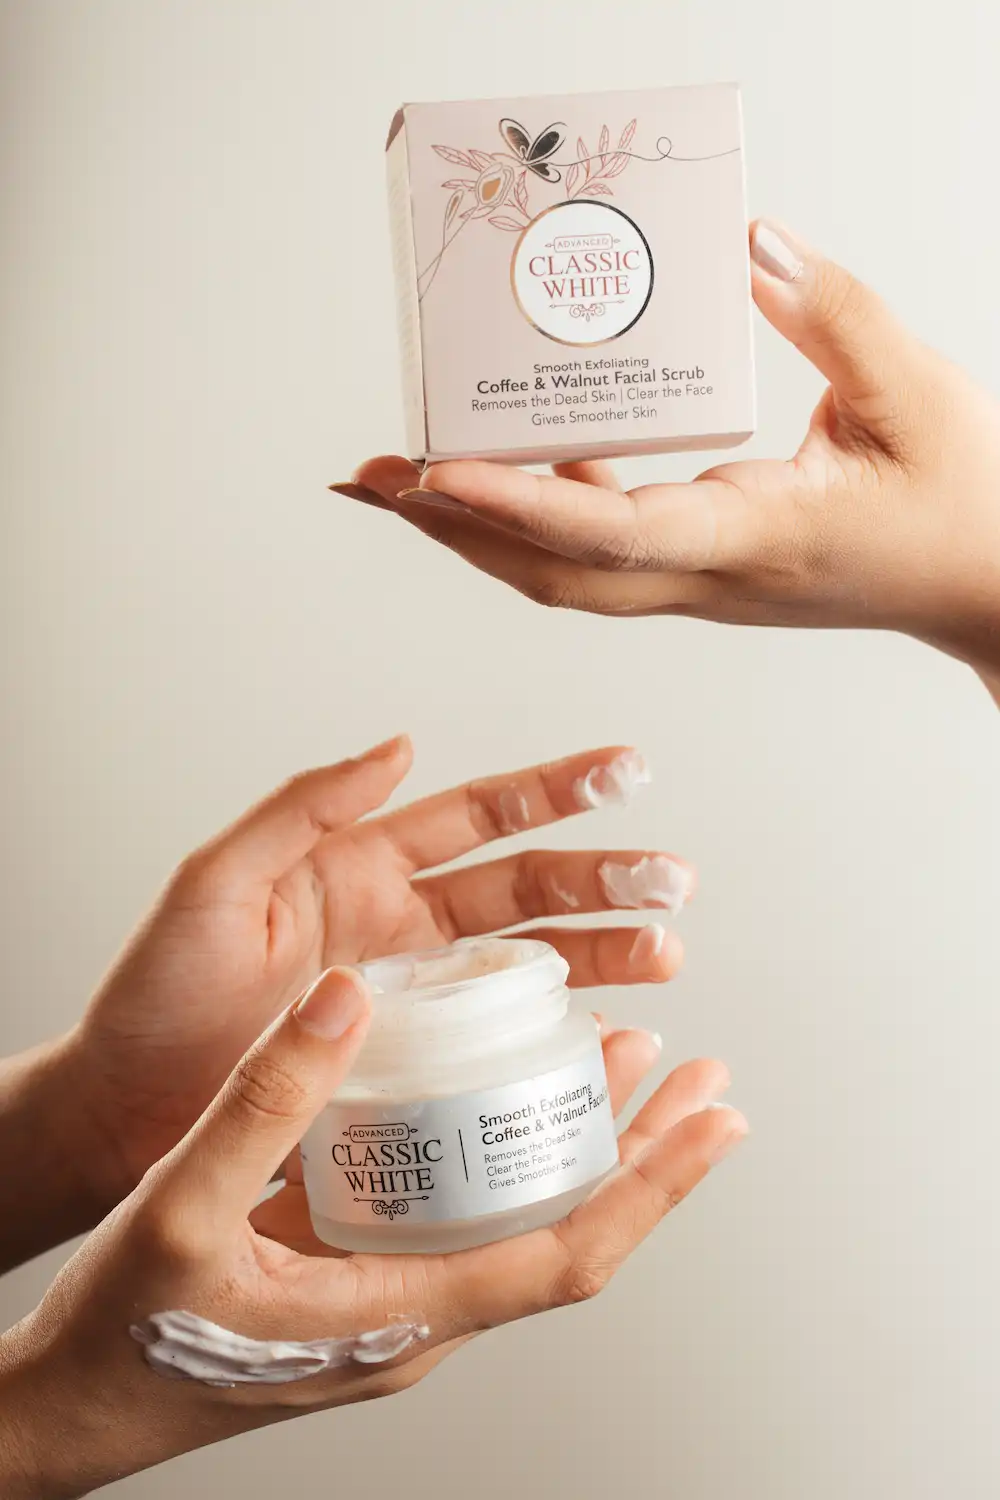 ADVANCED
CLASSIC
WHITE
Smooth Exfoliating
Coffee & Walnut Facial Scrub
Removes the Dead Skin | Clear the Face
Gives Smoother Skin
ADVANCED
CLASSIC
WHITE
Smooth Exfoliating
Coffee & Walnut Facial
Removes the Dead Skin
Clear the Face
Gives Smoother Skin